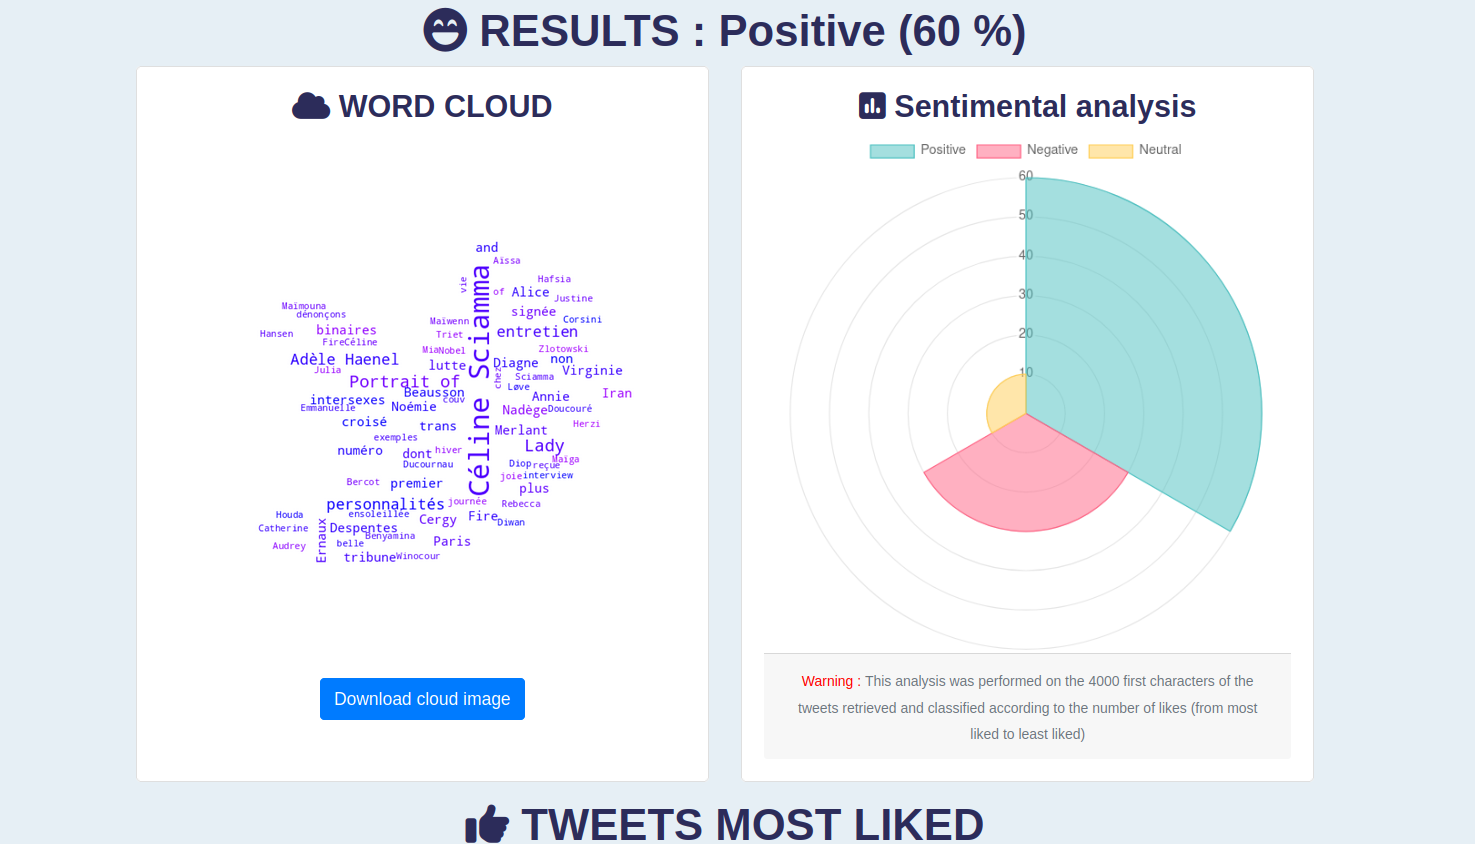 RESULTS : Positive (60 %)
WORD CLOUD
and
Aïssa
vie
Hafsia
of
Alice
Justine
Maïmouna
dénonçons
signée
Corsini
Maïwenn
Hansen
binaires
Triet
entretien
FireCéline
MiaNobel
Zlotowski
Adèle Haenel
lutte
Céline Sciamma
Diagne
non
Julia
chez
Virginie
Portrait of
Sciamma
Løve
Beausson
Annie
Iran
intersexes
couv
Emmanuelle
Noémie
Nadège
Doucouré
croisé
trans
Herzi
exemples
Merlant
numéro
dont
hiver
Lady
Ducournau
Diop
reçue
Maïga
Bercot
premier
joie
interview
plus
personnalités
journée
Rebecca
Houda
ensoleillée
Cergy
Fire
Diwan
Catherine
Ernaux
Despentes
Benyamina
Audrey
belle
Paris
tribune
Winocour
Download cloud image
Sentimental analysis
Positive Negative Neutral
60
50
40
30
20
10
Warning : This analysis was performed on the 4000 first characters of the
tweets retrieved and classified according to the number of likes (from most
liked to least liked)
TWEETS MOST LIKED